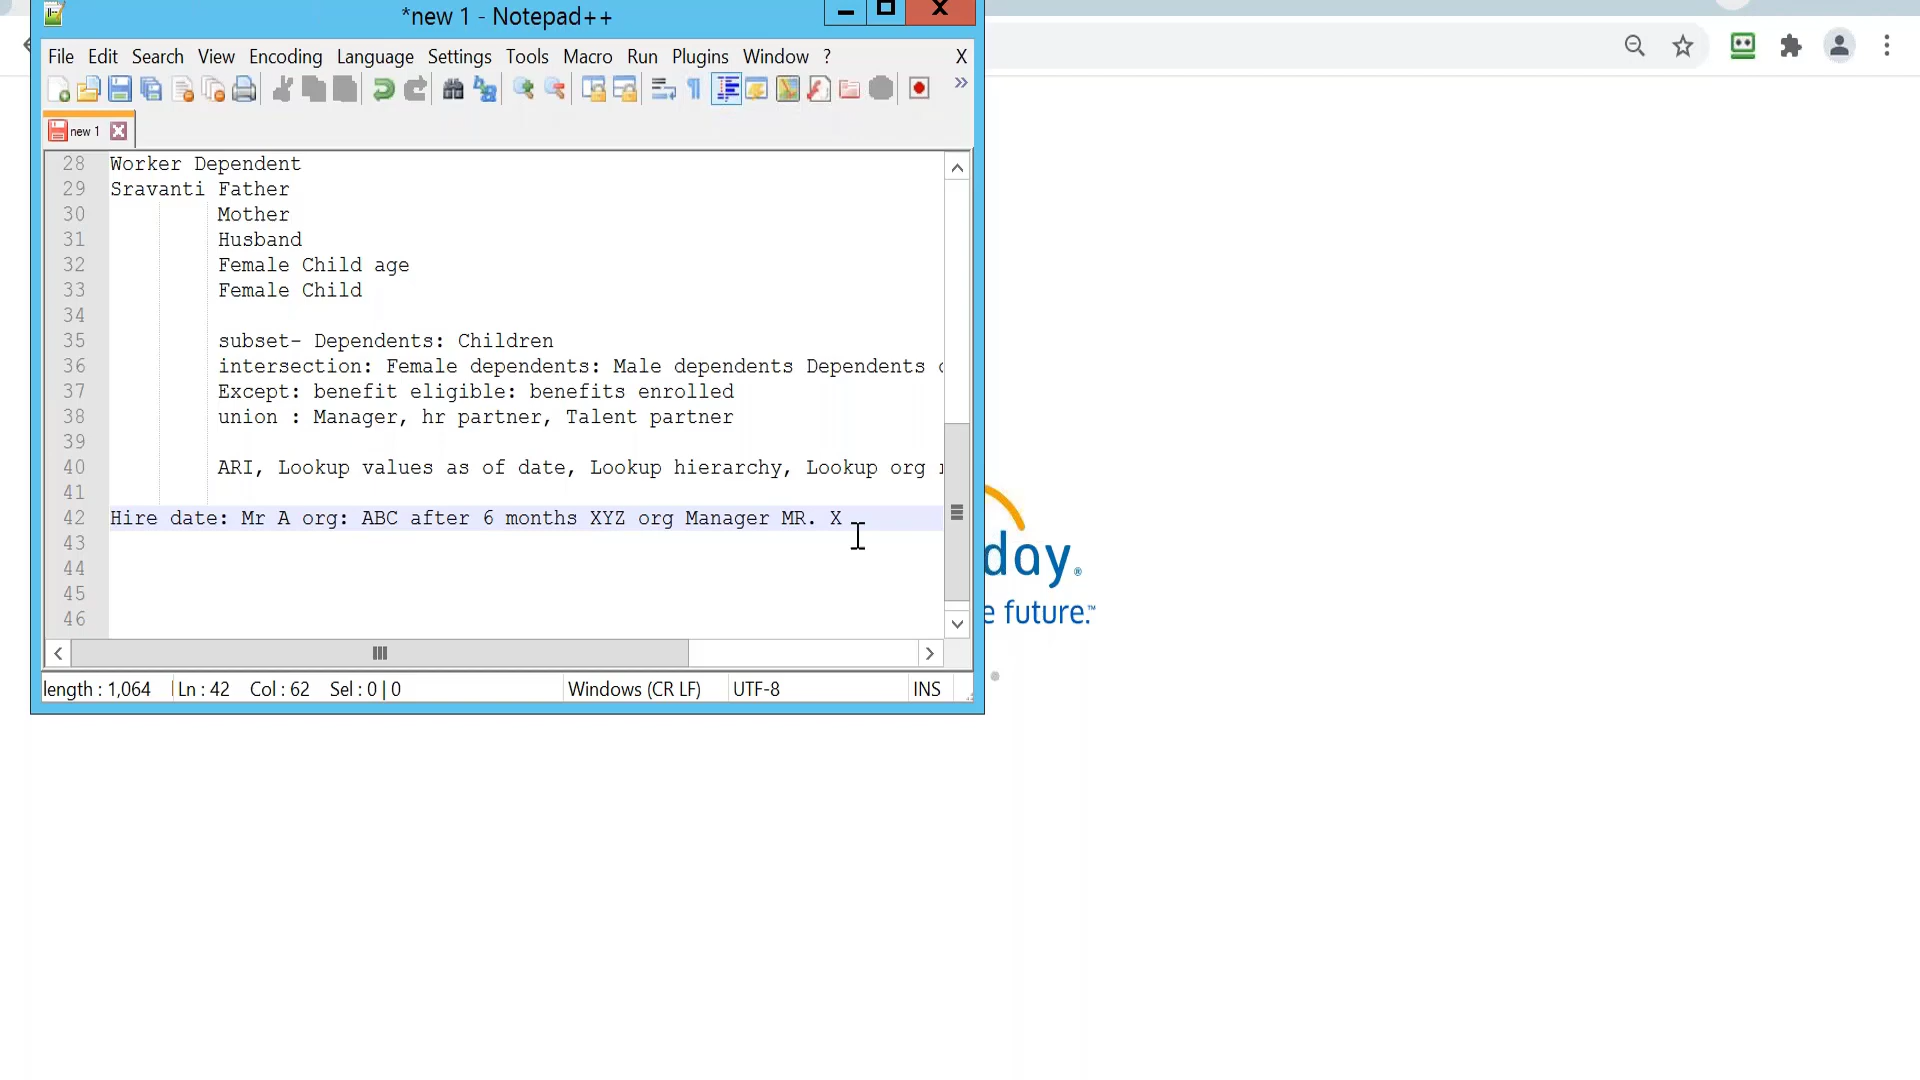 *new 1 - Notepad++
File Edit Search View Encoding Language Settings Tools Macro Run Plugins Window ? X
new 1
28 Worker Dependent
29 Sravanti Father
30 Mother
31 Husband
32 Female Child age
33 Female Child
34
35 subset- Dependents: Children
36 intersection: Female dependents: Male dependents Dependents
37 Except: benefit eligible: benefits enrolled
38 union : Manager, hr partner, Talent partner
39
40 ARI, Lookup values as of date, Lookup hierarchy, Lookup org
41
42 Hire date: Mr A org: ABC after 6 months XYZ org Manager MR. X
43
44
45
46
day.®
e future.™
length : 1,064 Ln : 42 Col : 62 Sel : 0 | 0 Windows (CR LF) UTF-8 INS